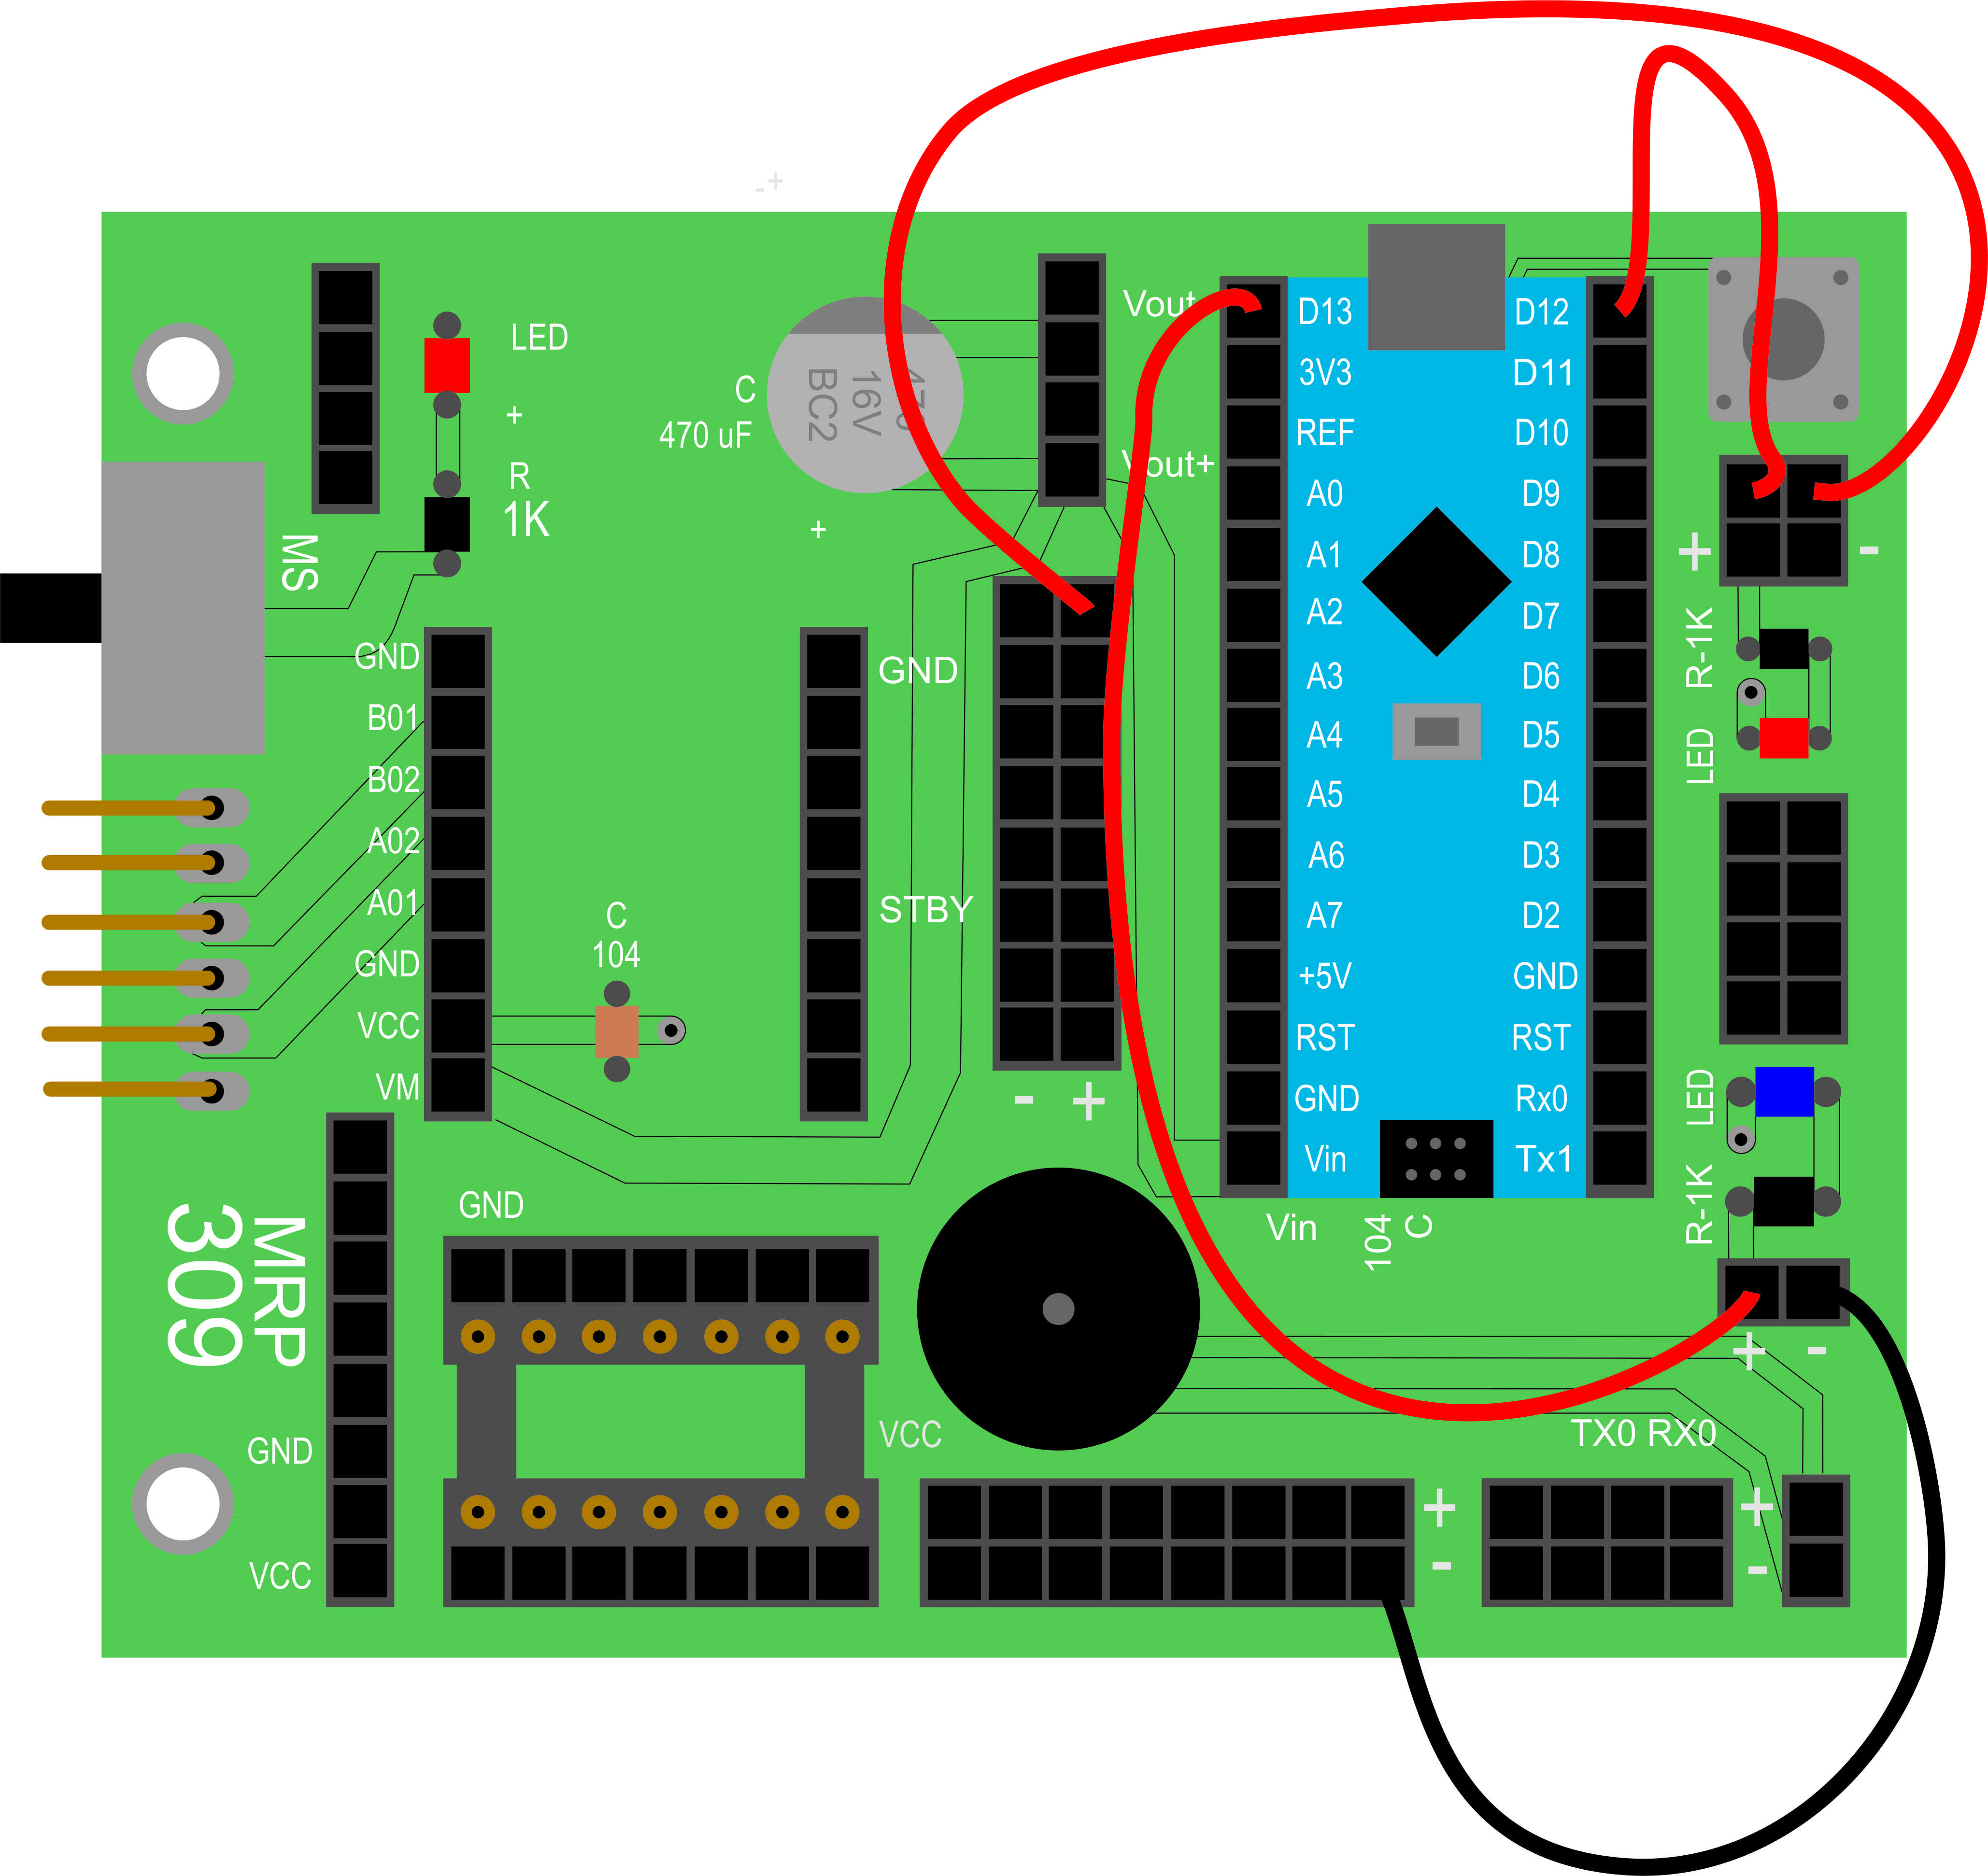 - +
LED
+
R
1K
SW
C
470 uF
470
16V
BC2
+
Vout
Vout+
D13
3V3
REF
A0
A1
A2
A3
A4
A5
A6
A7
+5V
RST
GND
Vin
D12
D11
D10
D9
D8
D7
D6
D5
D4
D3
D2
GND
RST
Rx0
Tx1
+ -
R-1K
LED
GND
B01
B02
A02
A01
GND
VCC
VM
C
104
GND
STBY
- +
LED
R-1K
+ -
Vin
104
C
MRP
309
GND
GND
VCC
VCC
TX0 RX0
+
-
+
-